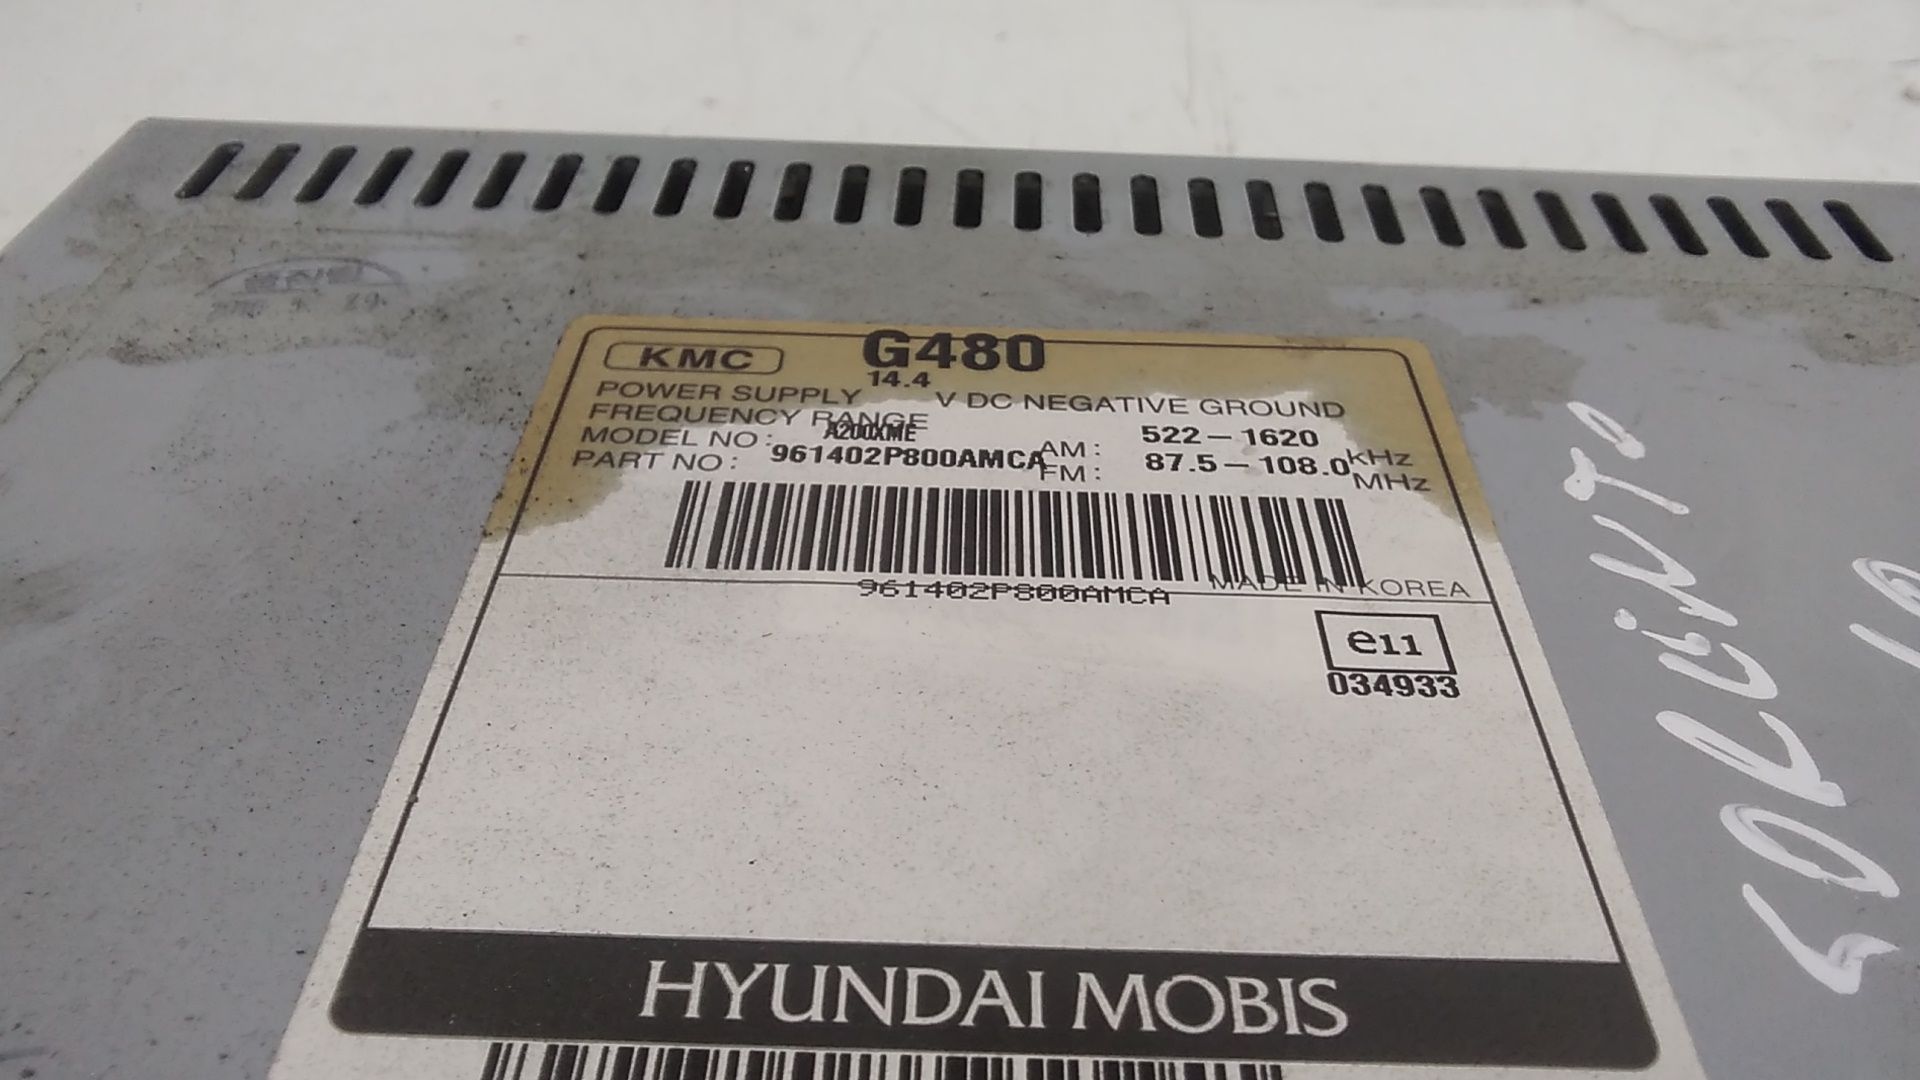 KMC G480
POWER SUPPLY 14.4 V DC NEGATIVE GROUND
FREQUENCY RANGE
MODEL NO: A200XME AM: 522-1620 kHz
PART NO: 961402P800AMCA FM: 87.5-108.0 MHz
961402P800AMCA
MADE IN KOREA
e11
034933
HYUNDAI MOBIS
SORENTO